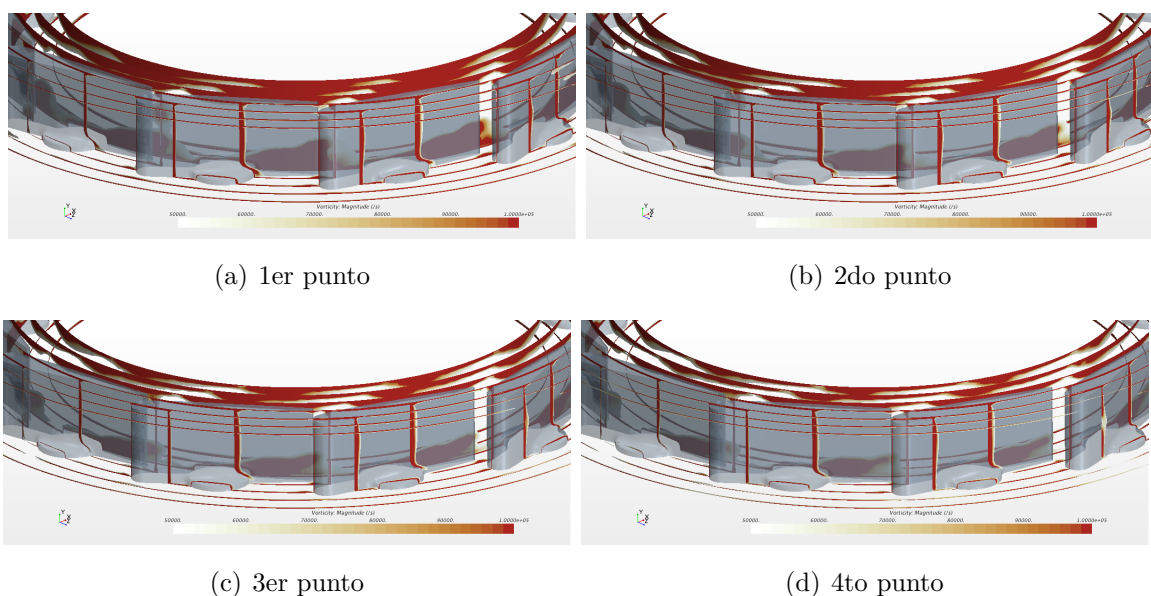 Vorticity: Magnitude (/s)
50000. 60000. 70000. 80000. 90000. 1.0000e+05
Vorticity: Magnitude (/s)
50000. 60000. 70000. 80000. 90000. 1.0000e+05
(a) 1er punto
(b) 2do punto
Vorticity: Magnitude (/s)
50000. 60000. 70000. 80000. 90000. 1.0000e+05
Vorticity: Magnitude (/s)
50000. 60000. 70000. 80000. 90000. 1.0000e+05
(c) 3er punto
(d) 4to punto